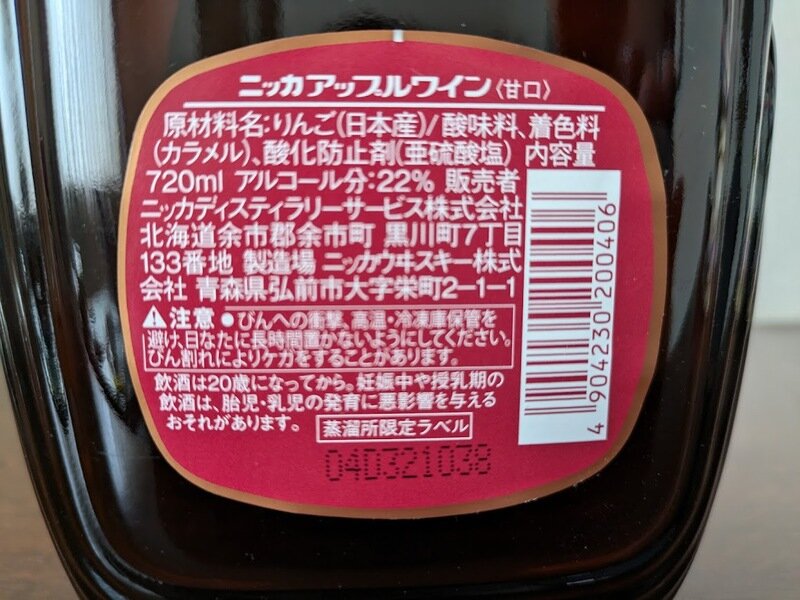 ニッカアップルワイン〈甘口〉
原材料名:りんご(日本産)/酸味料、着色料
(カラメル)、酸化防止剤(亜硫酸塩) 内容量
720ml アルコール分:22% 販売者
ニッカディスティラリーサービス株式会社
北海道余市郡余市町 黒川町7丁目
133番地 製造場 ニッカウヰスキー株式
会社 青森県弘前市大字栄町2-1-1
⚠注意 ●びんへの衝撃、高温・冷凍庫保管を
避け、日なたに長時間置かないようにしてください。
びん割れによりケガをすることがあります。
飲酒は20歳になってから。妊娠中や授乳期の
飲酒は、胎児・乳児の発育に悪影響を与える
おそれがあります。 蒸溜所限定ラベル
04D321038
4 904230 200406